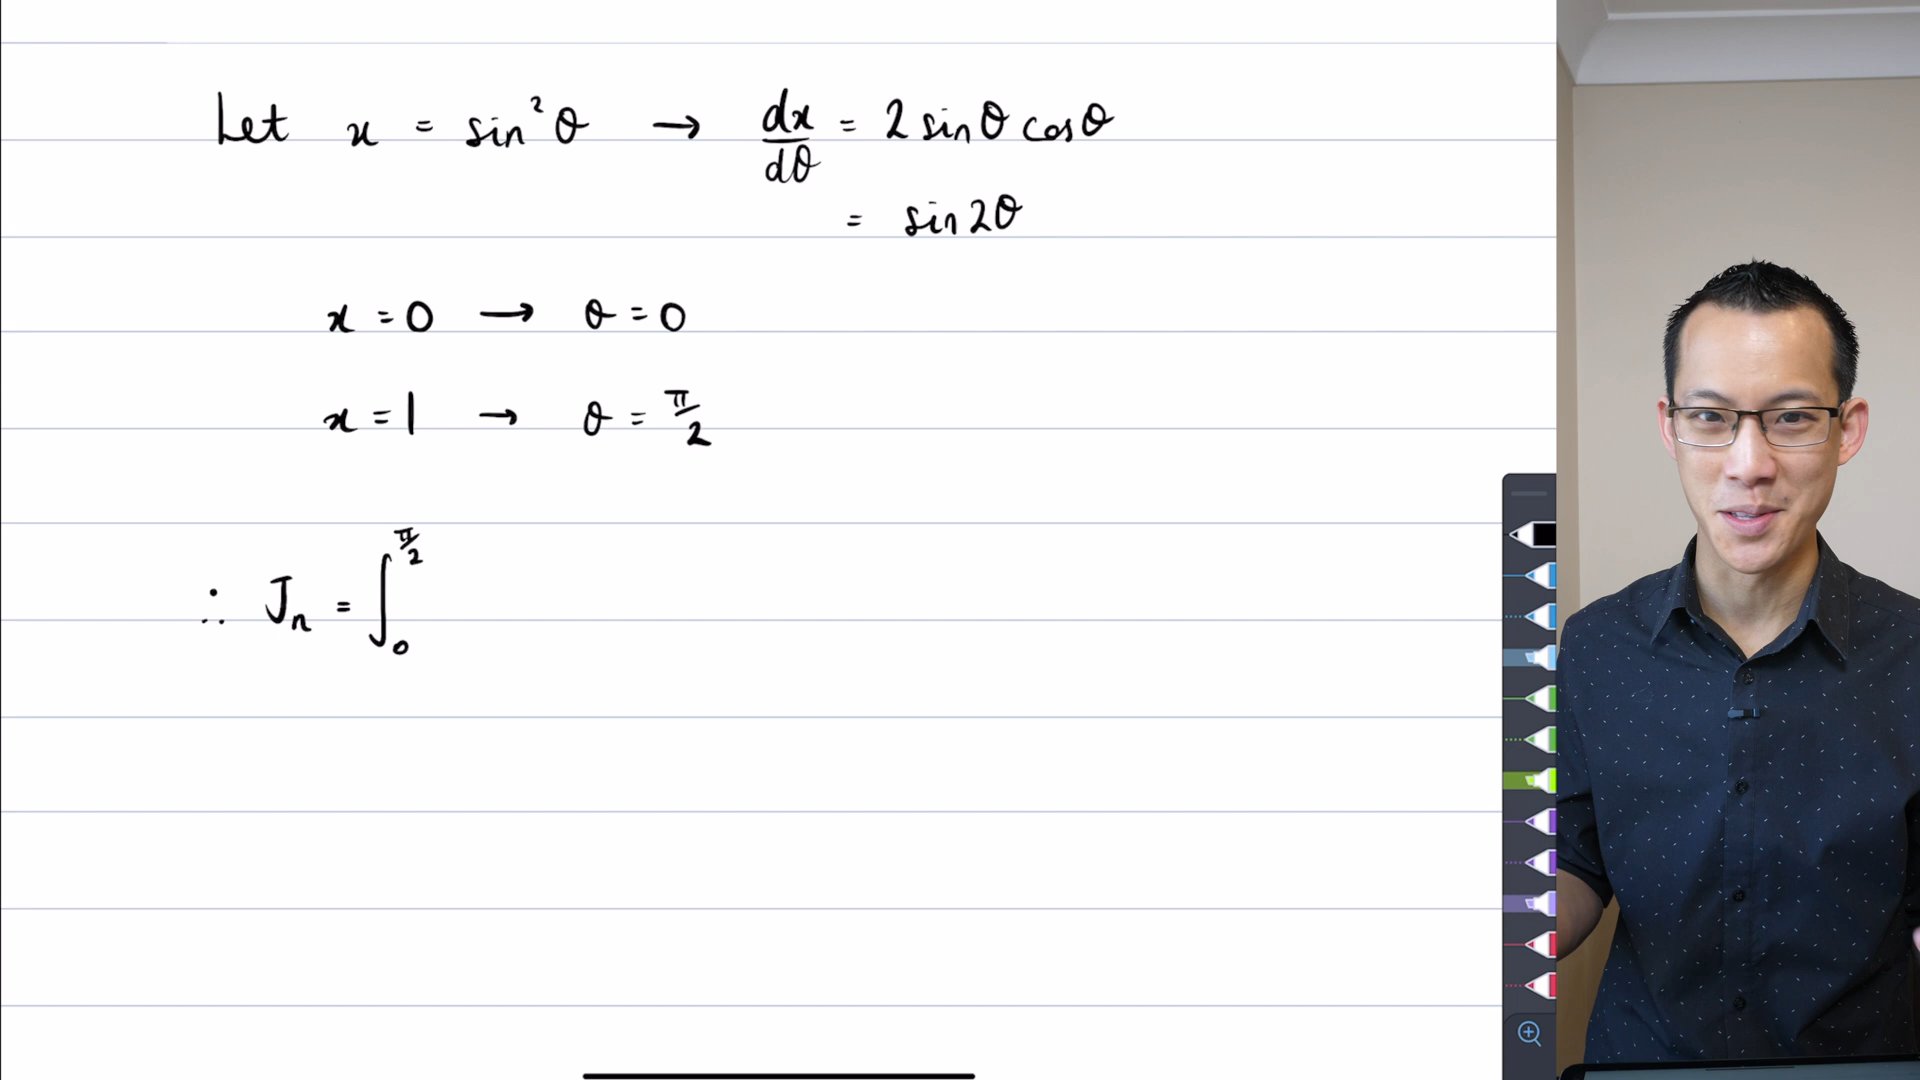 Let x = sin²θ → dx/dθ = 2 sinθ cosθ
= sin2θ
x = 0 → θ = 0
x = 1 → θ = π/2
∴ Jₙ = ∫₀^(π/2)